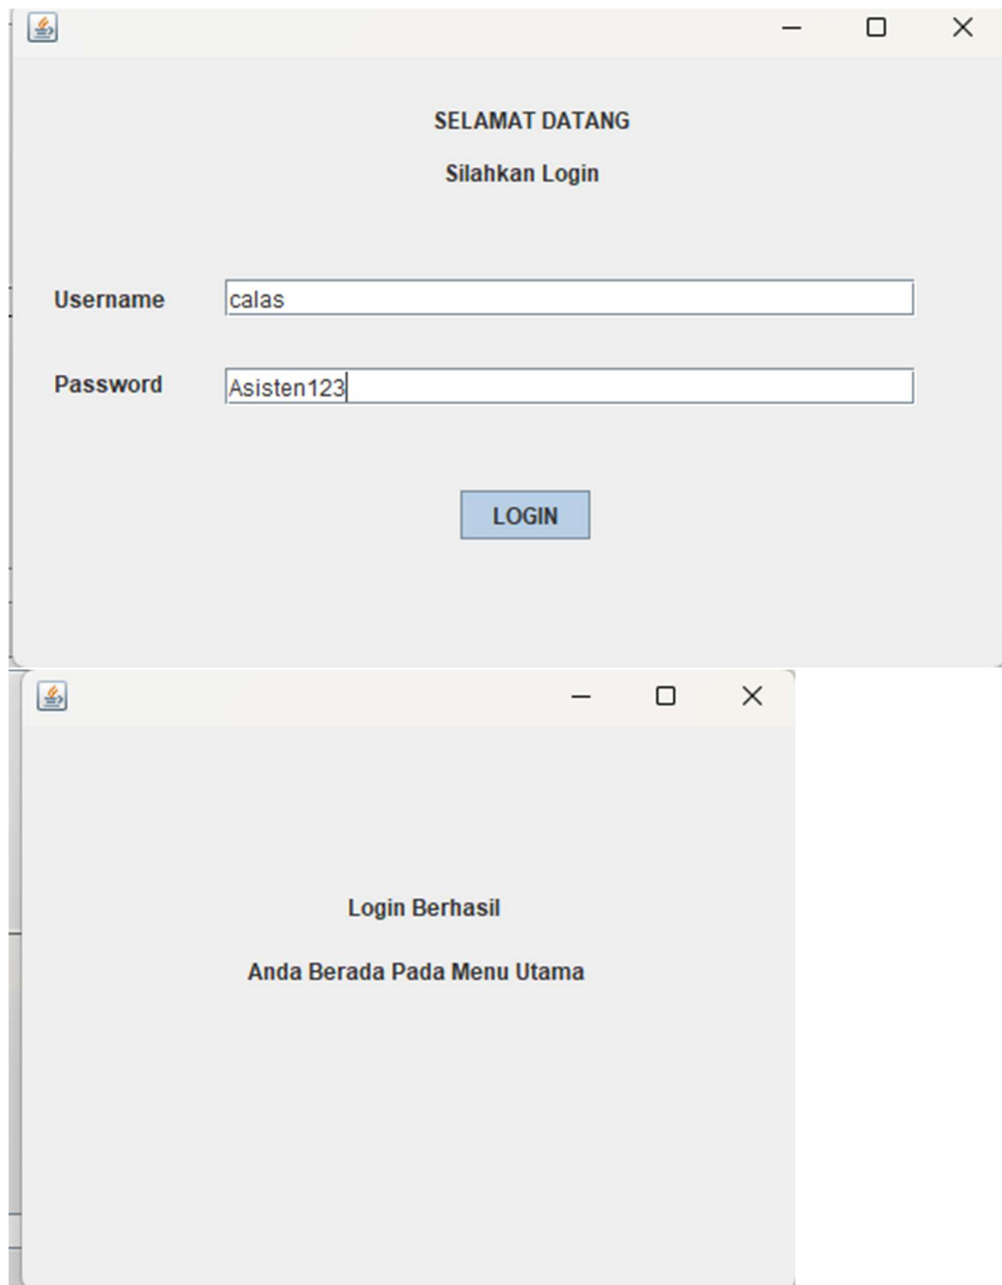 SELAMAT DATANG
Silahkan Login
Username calas
Password Asisten123
LOGIN
Login Berhasil
Anda Berada Pada Menu Utama